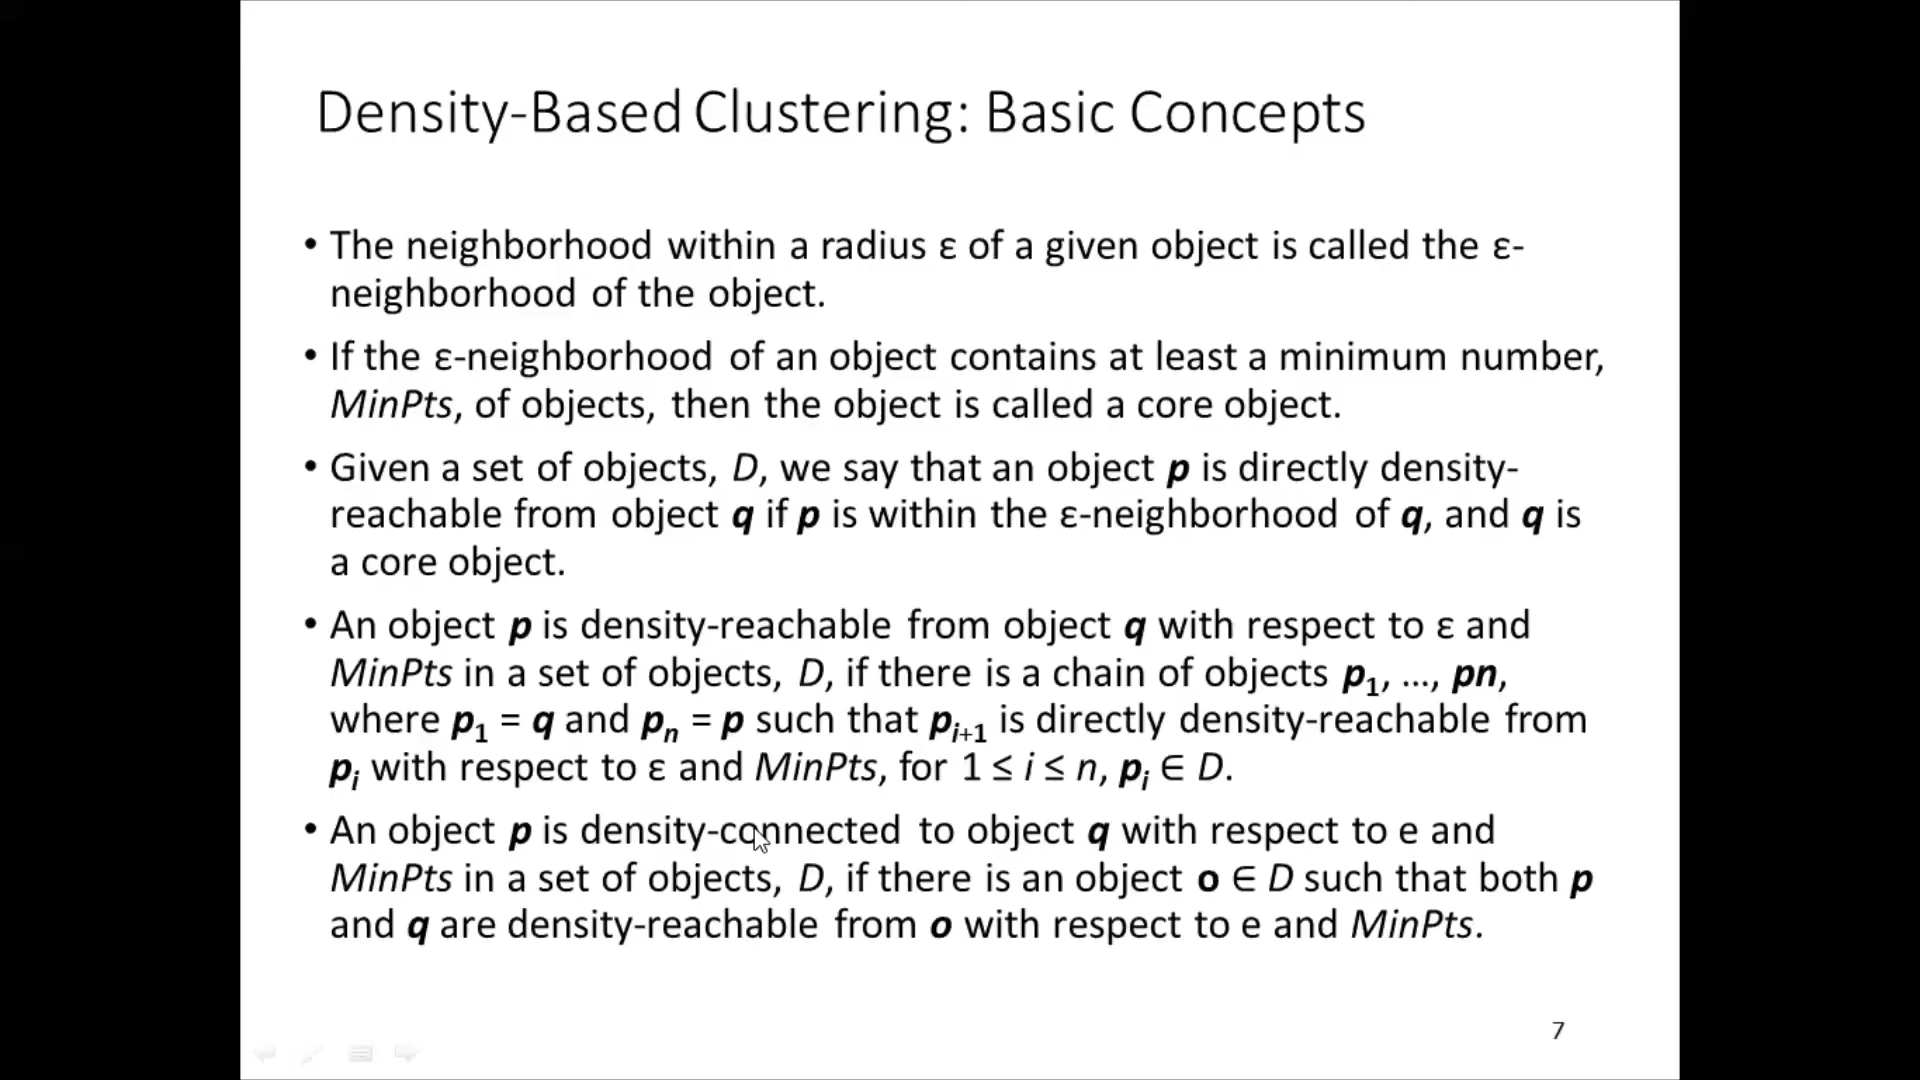 Density-Based Clustering: Basic Concepts
• The neighborhood within a radius ε of a given object is called the ε-
neighborhood of the object.
• If the ε-neighborhood of an object contains at least a minimum number,
MinPts, of objects, then the object is called a core object.
• Given a set of objects, D, we say that an object p is directly density-
reachable from object q if p is within the ε-neighborhood of q, and q is
a core object.
• An object p is density-reachable from object q with respect to ε and
MinPts in a set of objects, D, if there is a chain of objects p₁, …, pn,
where p₁ = q and pₙ = p such that pᵢ₊₁ is directly density-reachable from
pᵢ with respect to ε and MinPts, for 1 ≤ i ≤ n, pᵢ ∈ D.
• An object p is density-connected to object q with respect to e and
MinPts in a set of objects, D, if there is an object o ∈ D such that both p
and q are density-reachable from o with respect to e and MinPts.
7